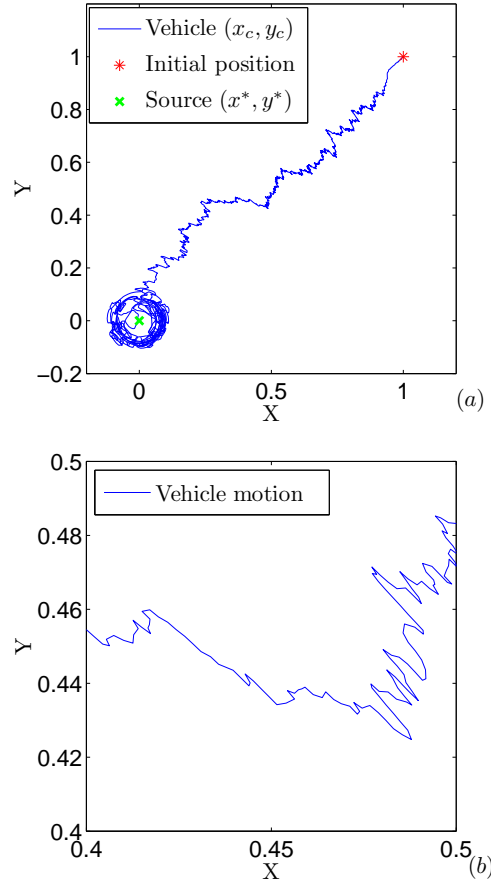 Vehicle (x_c, y_c)
Initial position
Source (x*, y*)
1
0.8
0.6
0.4
0.2
0
−0.2
Y
0
0.5
1
X
(a)
Vehicle motion
0.5
0.48
0.46
0.44
0.42
0.4
Y
0.4
0.45
0.5
X
(b)